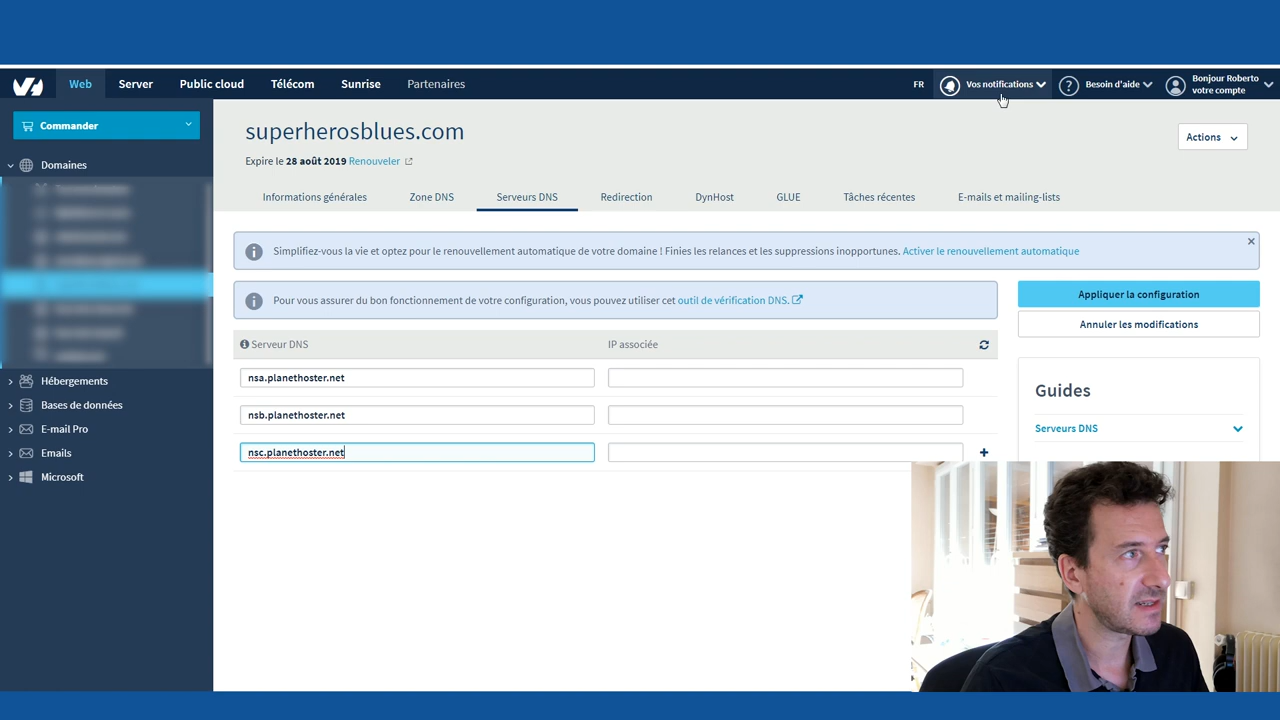 Web
Server
Public cloud
Télécom
Sunrise
Partenaires
FR
Vos notifications
?
Besoin d'aide
Bonjour Roberto
votre compte
Commander
Domaines
Hébergements
Bases de données
E-mail Pro
Emails
Microsoft
superherosblues.com
Actions
Expire le 28 août 2019 Renouveler
Informations générales
Zone DNS
Serveurs DNS
Redirection
DynHost
GLUE
Tâches récentes
E-mails et mailing-lists
Simplifiez-vous la vie et optez pour le renouvellement automatique de votre domaine ! Finies les relances et les suppressions inopportunes. Activer le renouvellement automatique
Pour vous assurer du bon fonctionnement de votre configuration, vous pouvez utiliser cet outil de vérification DNS.
Serveur DNS
IP associée
nsa.planethoster.net
nsb.planethoster.net
nsc.planethoster.net
Appliquer la configuration
Annuler les modifications
Guides
Serveurs DNS